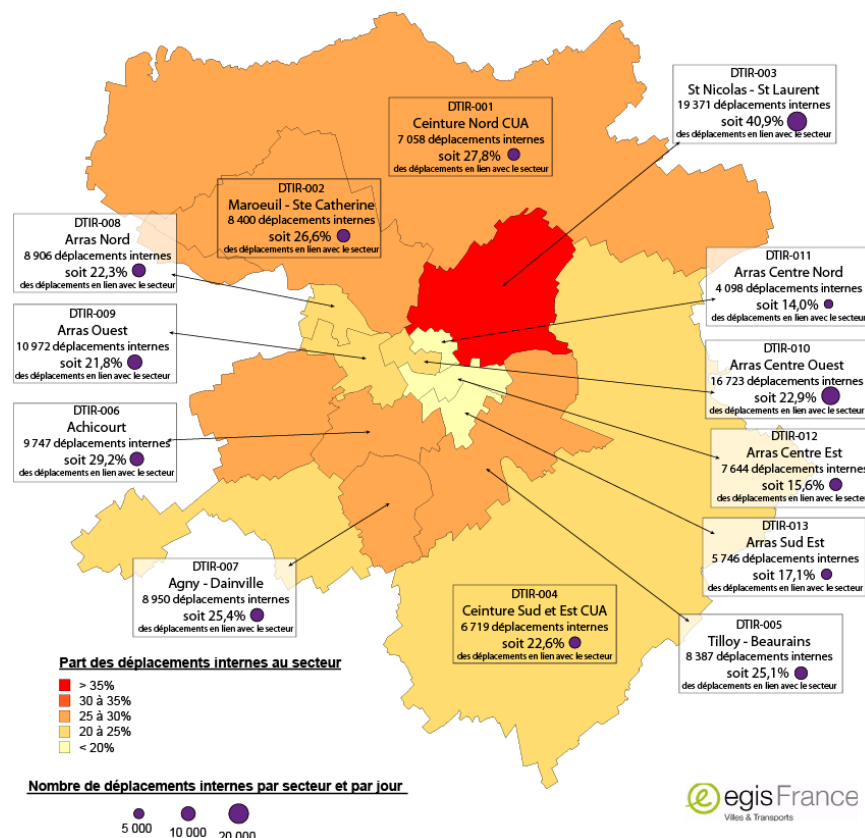 DTIR-001
Ceinture Nord CUA
7 058 déplacements internes
soit 27,8%
des déplacements en lien avec le secteur
DTIR-003
St Nicolas - St Laurent
19 371 déplacements internes
soit 40,9%
des déplacements en lien avec le secteur
DTIR-002
Maroeuil - Ste Catherine
8 400 déplacements internes
soit 26,6%
des déplacements en lien avec le secteur
DTIR-008
Arras Nord
8 906 déplacements internes
soit 22,3%
des déplacements en lien avec le secteur
DTIR-011
Arras Centre Nord
4 098 déplacements internes
soit 14,0%
des déplacements en lien avec le secteur
DTIR-009
Arras Ouest
10 972 déplacements internes
soit 21,8%
des déplacements en lien avec le secteur
DTIR-010
Arras Centre Ouest
16 723 déplacements internes
soit 22,9%
des déplacements en lien avec le secteur
DTIR-006
Achicourt
9 747 déplacements internes
soit 29,2%
des déplacements en lien avec le secteur
DTIR-012
Arras Centre Est
7 644 déplacements internes
soit 15,6%
des déplacements en lien avec le secteur
DTIR-013
Arras Sud Est
5 746 déplacements internes
soit 17,1%
des déplacements en lien avec le secteur
DTIR-007
Agny - Dainville
8 950 déplacements internes
soit 25,4%
des déplacements en lien avec le secteur
DTIR-004
Ceinture Sud et Est CUA
6 719 déplacements internes
soit 22,6%
des déplacements en lien avec le secteur
DTIR-005
Tilloy - Beaurains
8 387 déplacements internes
soit 25,1%
des déplacements en lien avec le secteur
Part des déplacements internes au secteur
> 35%
30 à 35%
25 à 30%
20 à 25%
< 20%
Nombre de déplacements internes par secteur et par jour
5 000
10 000
20 000
egis France
Villes & Transports